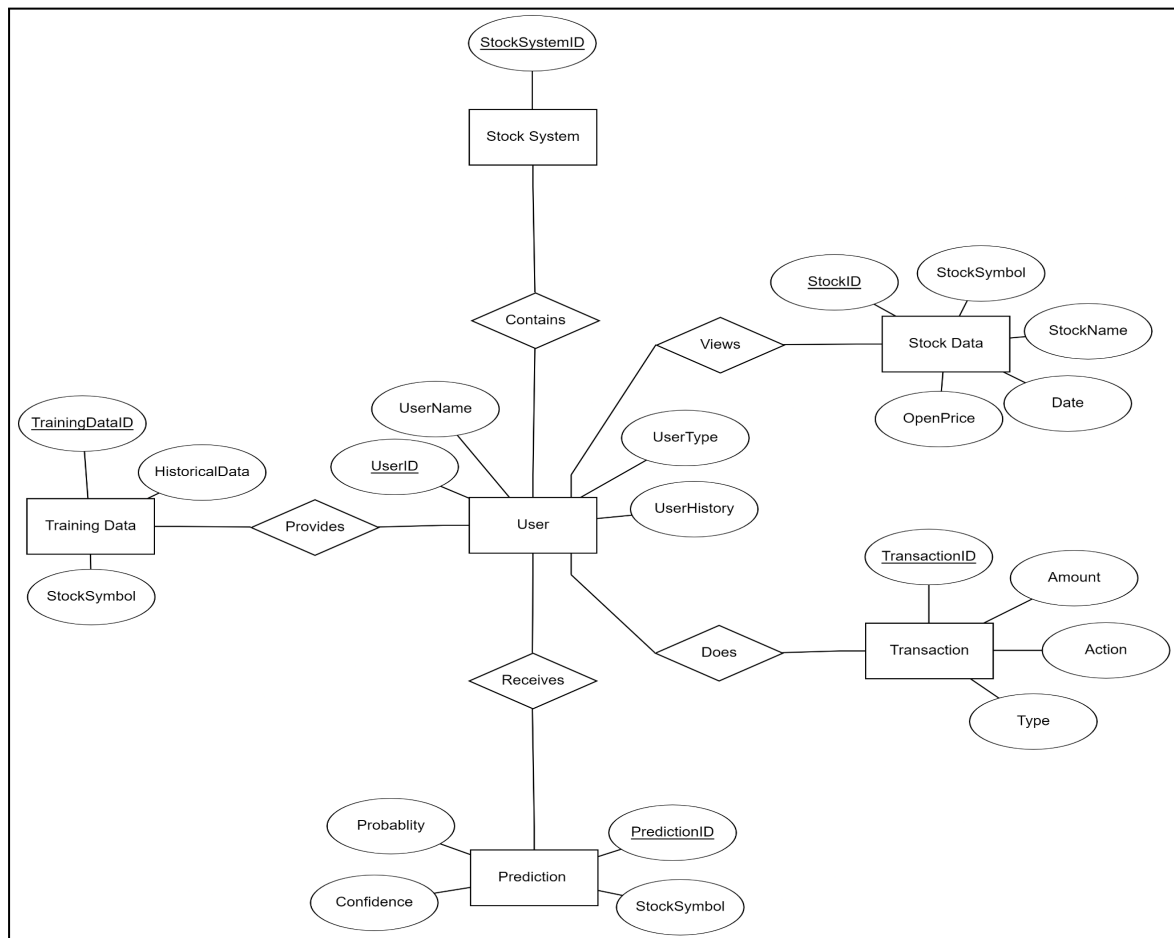 StockSystemID
Stock System
Contains
StockID
StockSymbol
StockName
Stock Data
Views
Date
OpenPrice
UserName
UserType
UserID
UserHistory
User
TrainingDataID
HistoricalData
Training Data
Provides
StockSymbol
TransactionID
Amount
Does
Transaction
Action
Type
Receives
Probablity
PredictionID
Prediction
Confidence
StockSymbol